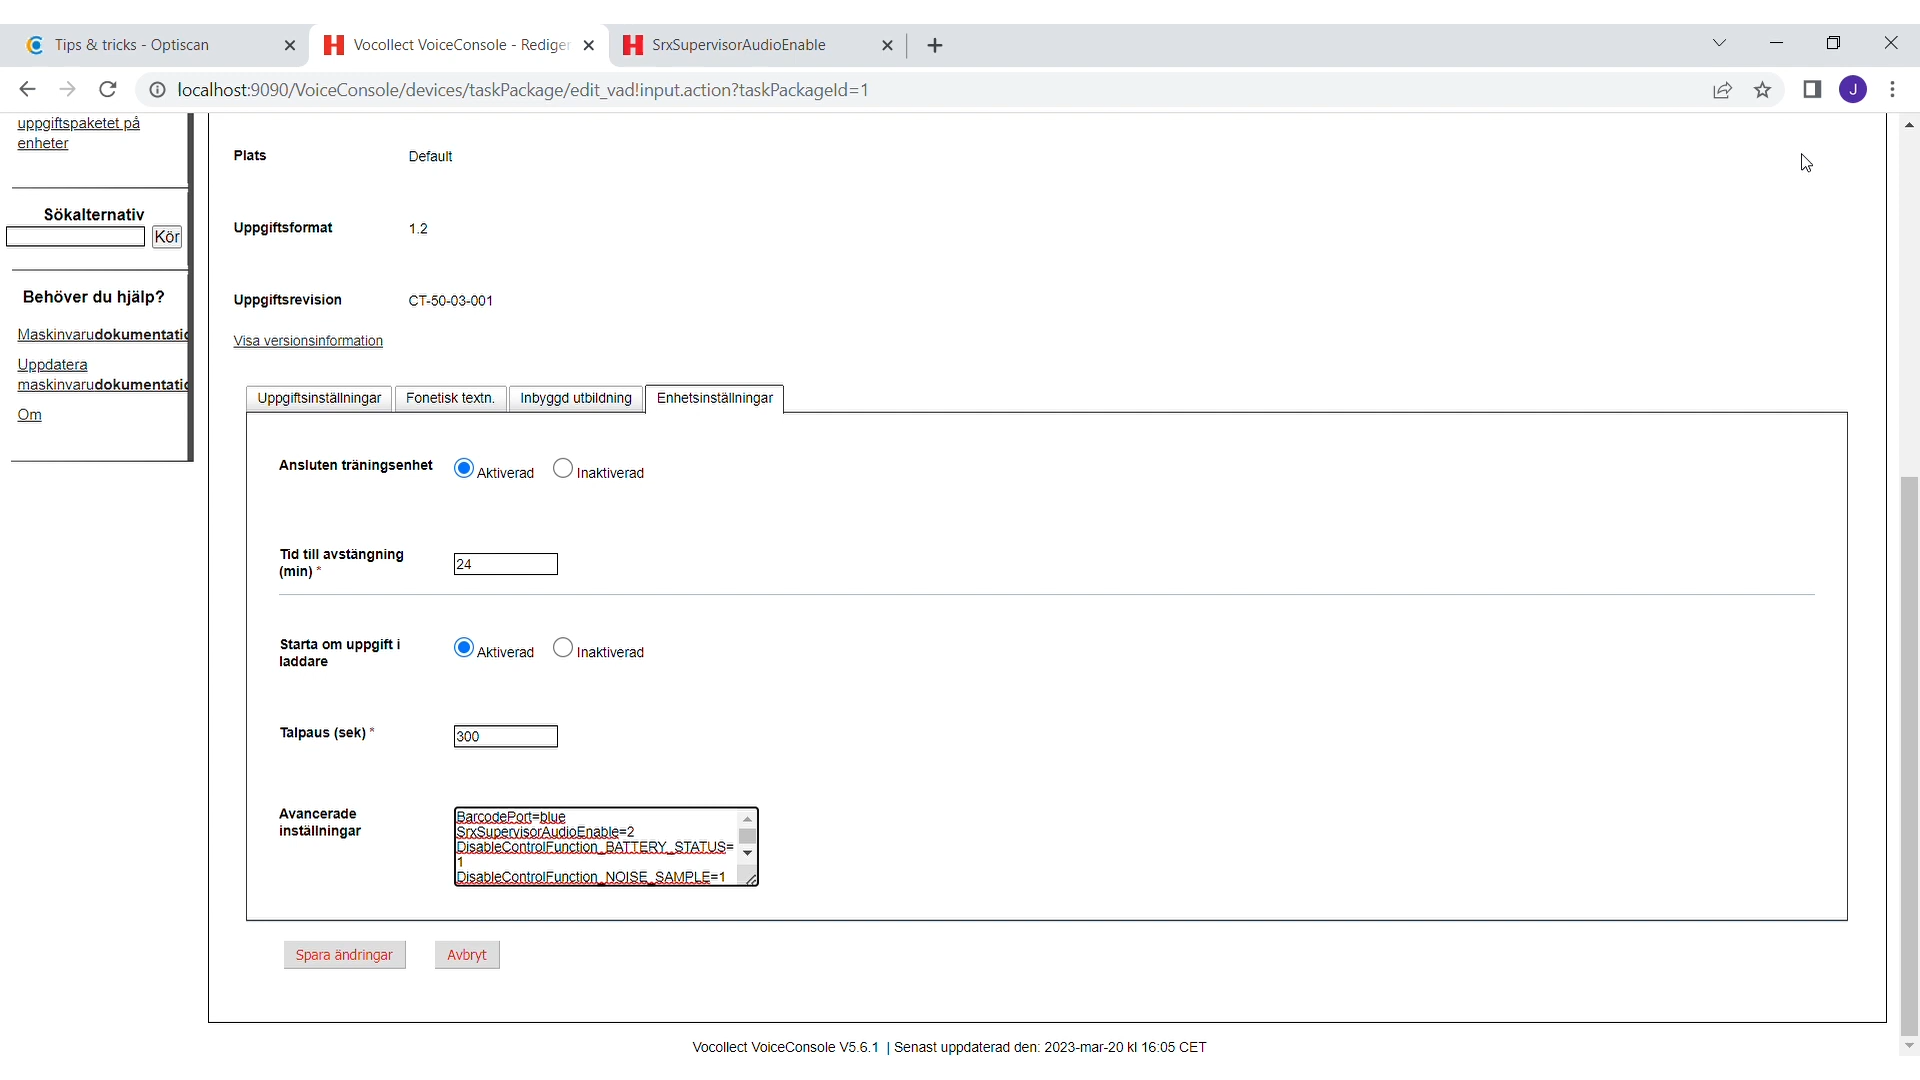 Tips & tricks - Optiscan
Vocollect VoiceConsole - Rediger
SrxSupervisorAudioEnable
localhost:9090/VoiceConsole/devices/taskPackage/edit_vad!input.action?taskPackageId=1
J
uppgiftspaketet på
enheter
Sökalternativ
Kör
Behöver du hjälp?
Maskinvarudokumentatio
Uppdatera
maskinvarudokumentatio
Om
Plats Default
Uppgiftsformat 1.2
Uppgiftsrevision CT-50-03-001
Visa versionsinformation
Uppgiftsinställningar Fonetisk textn. Inbyggd utbildning Enhetsinställningar
Ansluten träningsenhet Aktiverad Inaktiverad
Tid till avstängning
(min) * 24
Starta om uppgift i
laddare Aktiverad Inaktiverad
Talpaus (sek) * 300
Avancerade
inställningar
BarcodePort=blue
SrxSupervisorAudioEnable=2
DisableControlFunction_BATTERY_STATUS=
1
DisableControlFunction_NOISE_SAMPLE=1
Spara ändringar Avbryt
Vocollect VoiceConsole V5.6.1 | Senast uppdaterad den: 2023-mar-20 kl 16:05 CET